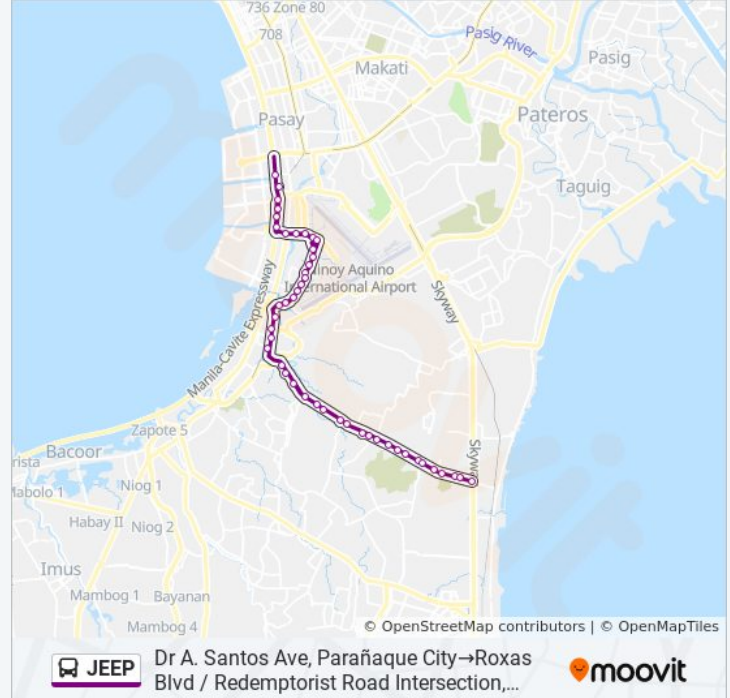 736 Zone 80
708
Pasig River
Pasig
Makati
Pasay
Pateros
Taguig
Ninoy Aquino
International Airport
Skyway
Manila-Cavite Expressway
Zapote 5
Bacoor
Skyway
Niog 1
Mabolo 1
Habay II
Niog 2
Imus
Mambog 1
Bayanan
Mambog 4
© OpenStreetMap contributors | © OpenMapTiles
JEEP
Dr A. Santos Ave, Parañaque City→Roxas
Blvd / Redemptorist Road Intersection,…
moovit